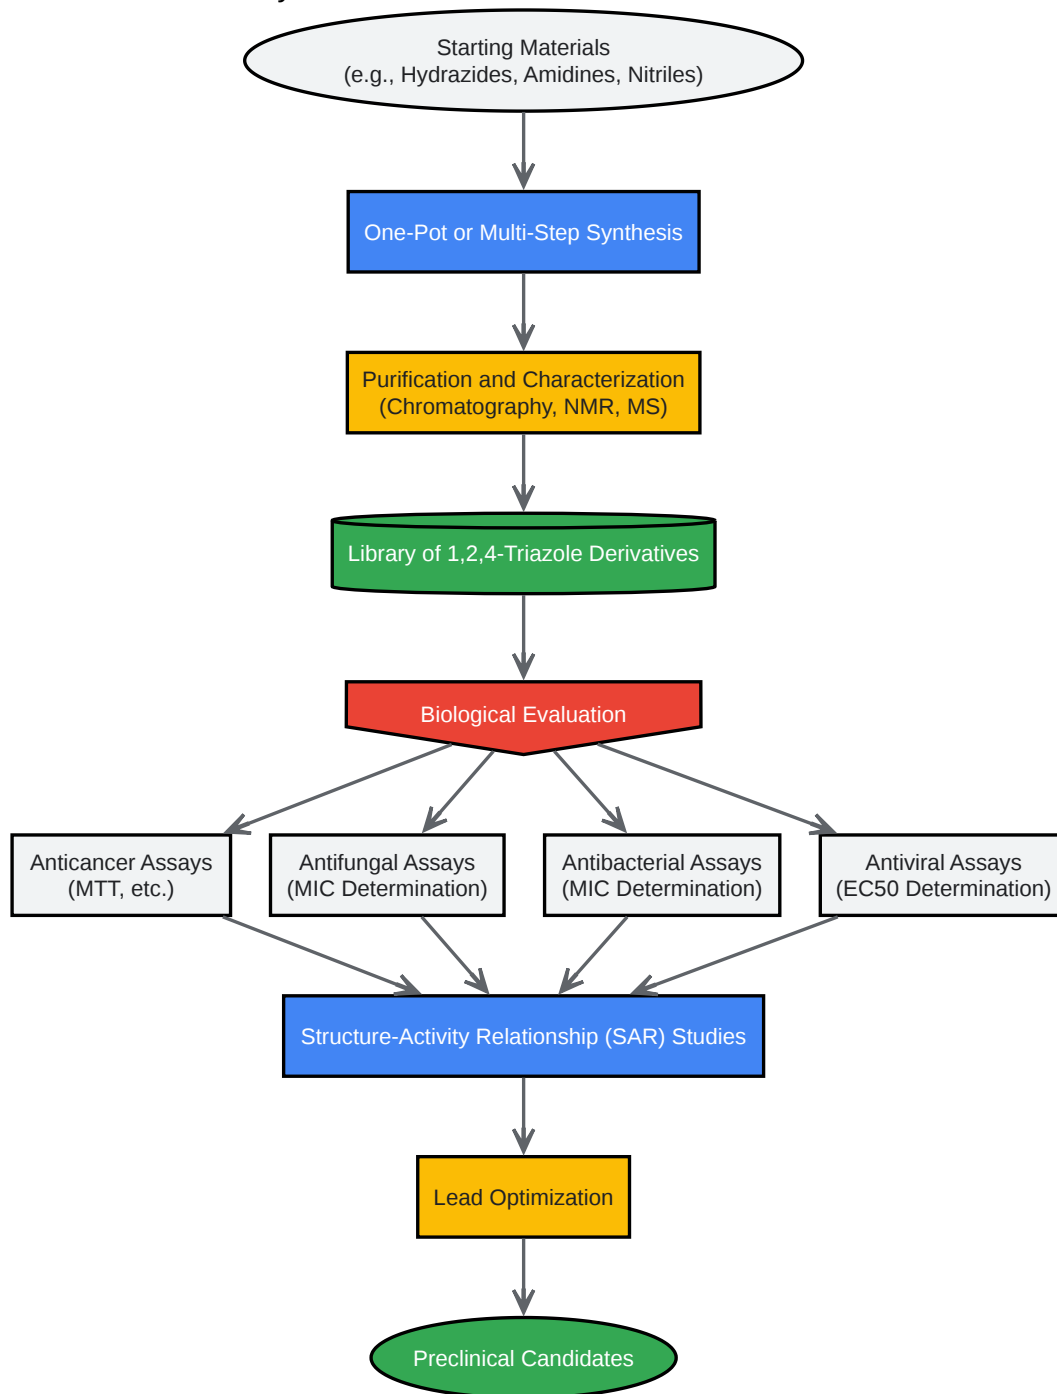 Starting Materials
(e.g., Hydrazides, Amidines, Nitriles)
One-Pot or Multi-Step Synthesis
Purification and Characterization
(Chromatography, NMR, MS)
Library of 1,2,4-Triazole Derivatives
Biological Evaluation
Anticancer Assays
(MTT, etc.)
Antifungal Assays
(MIC Determination)
Antibacterial Assays
(MIC Determination)
Antiviral Assays
(EC50 Determination)
Structure-Activity Relationship (SAR) Studies
Lead Optimization
Preclinical Candidates